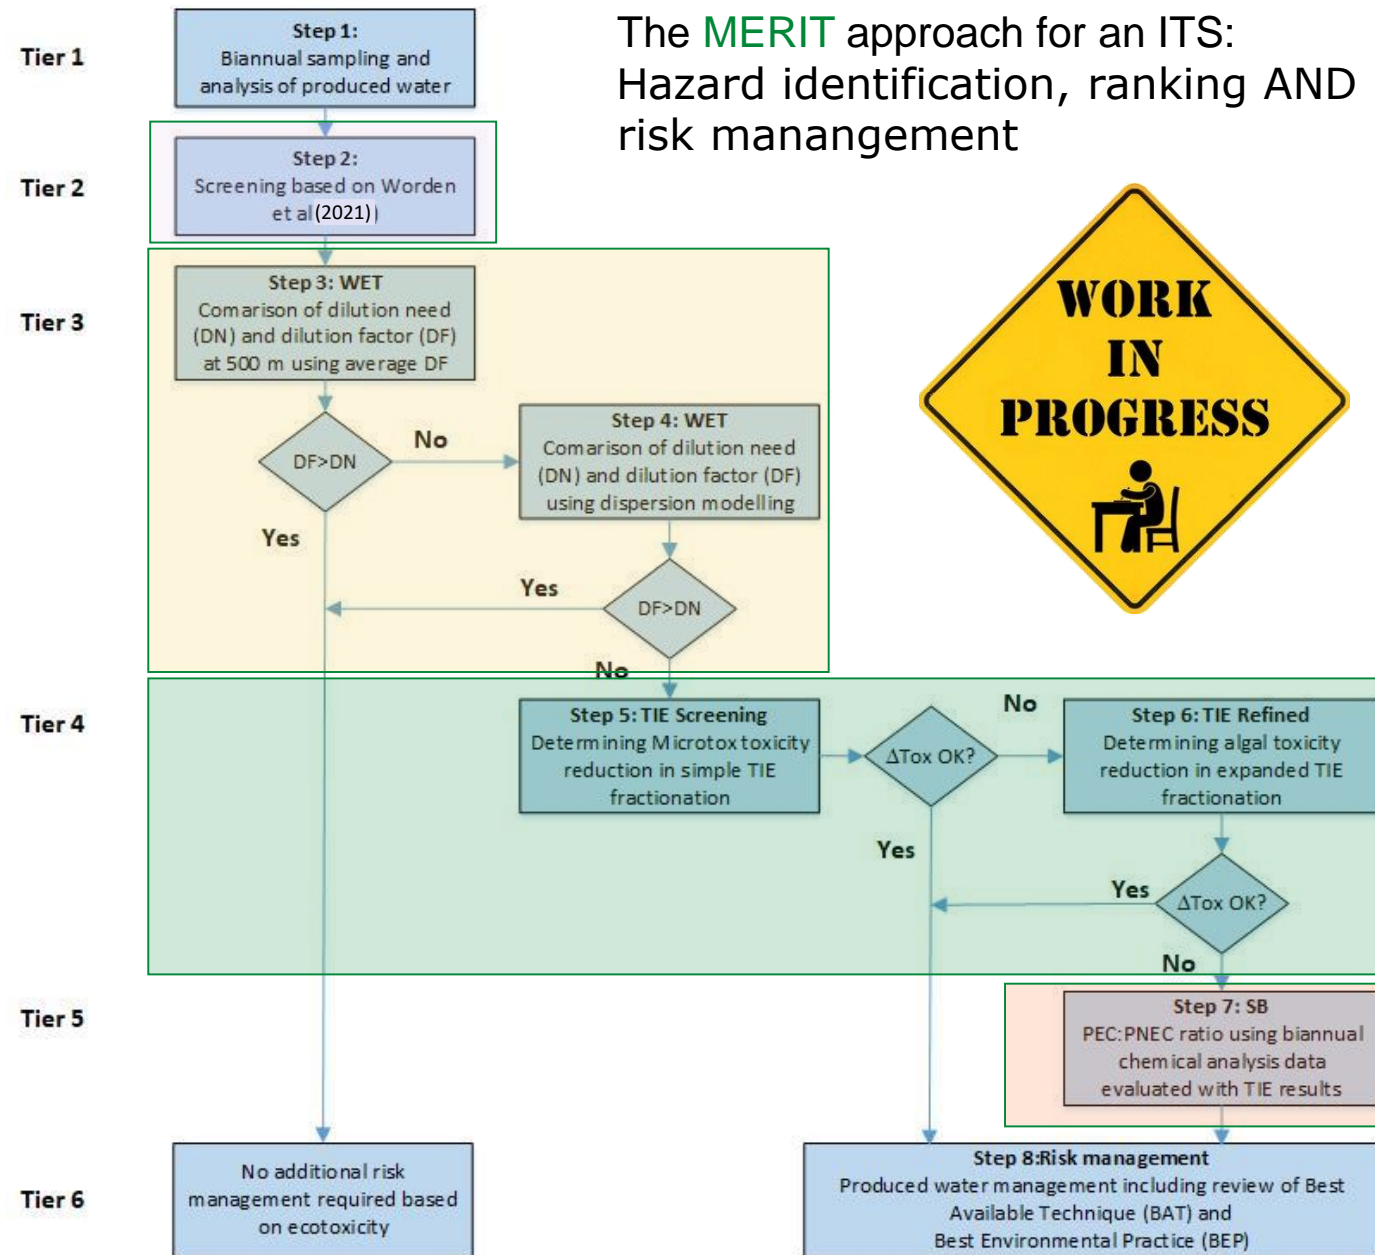 The MERIT approach for an ITS:
Hazard identification, ranking AND
risk manangement
Tier 1
Step 1:
Biannual sampling and
analysis of produced water
Tier 2
Step 2:
Screening based on Worden
et al (2021))
Tier 3
Step 3: WET
Comarison of dilution need
(DN) and dilution factor (DF)
at 500 m using average DF
DF>DN
No
Yes
Step 4: WET
Comarison of dilution need
(DN) and dilution factor (DF)
using dispersion modelling
Yes
DF>DN
No
WORK
IN
PROGRESS
Tier 4
Step 5: TIE Screening
Determining Microtox toxicity
reduction in simple TIE
fractionation
ΔTox OK?
No
Yes
Step 6: TIE Refined
Determining algal toxicity
reduction in expanded TIE
fractionation
Yes
ΔTox OK?
No
Tier 5
Step 7: SB
PEC:PNEC ratio using biannual
chemical analysis data
evaluated with TIE results
Tier 6
No additional risk
management required based
on ecotoxicity
Step 8:Risk management
Produced water management including review of Best
Available Technique (BAT) and
Best Environmental Practice (BEP)